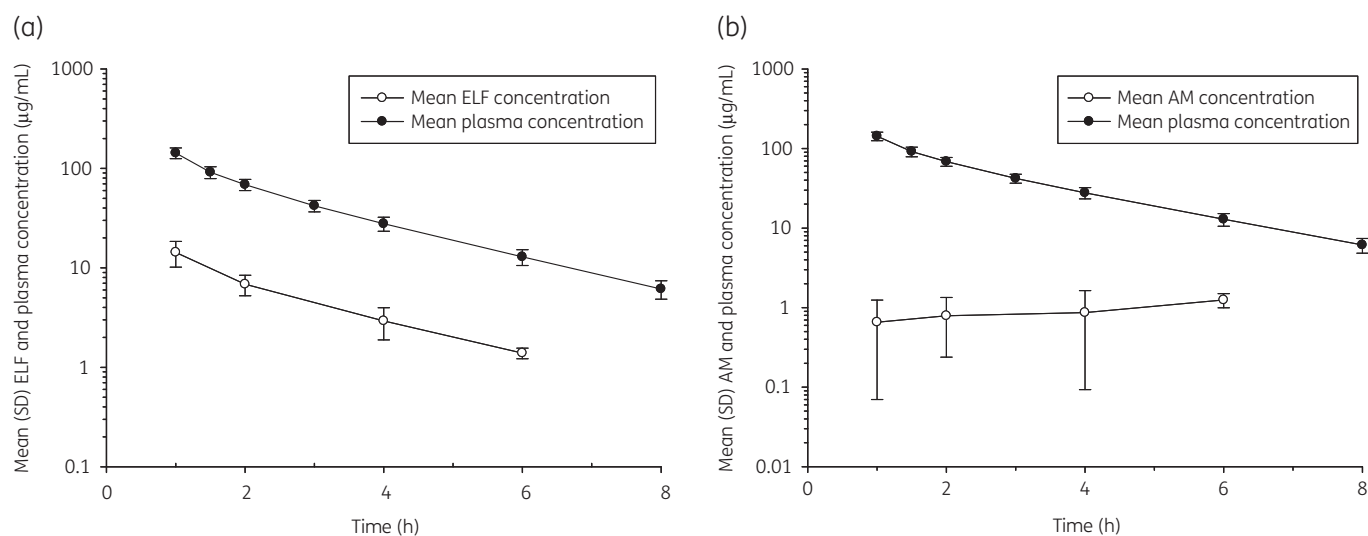 (a)
Mean (SD) ELF and plasma concentration (μg/mL)
1000
100
10
1
0.1
Mean ELF concentration
Mean plasma concentration
0 2 4 6 8
Time (h)
(b)
Mean (SD) AM and plasma concentration (μg/mL)
1000
100
10
1
0.1
0.01
Mean AM concentration
Mean plasma concentration
0 2 4 6 8
Time (h)